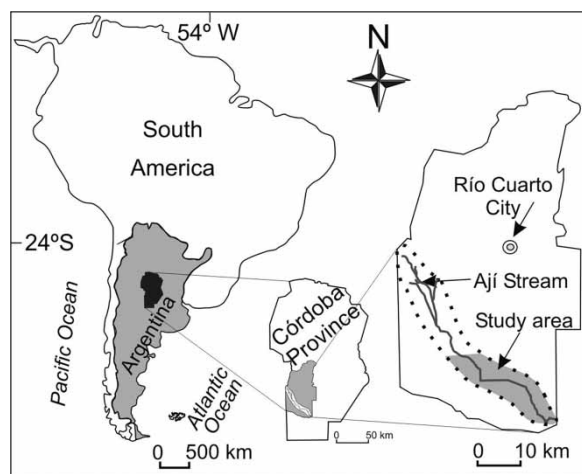 54º W
N
South
America
Río Cuarto
City
24ºS
Ají Stream
Study area
Córdoba
Province
Argentina
Pacific Ocean
Atlantic
Ocean
0 500 km
0 50 km
0 10 km